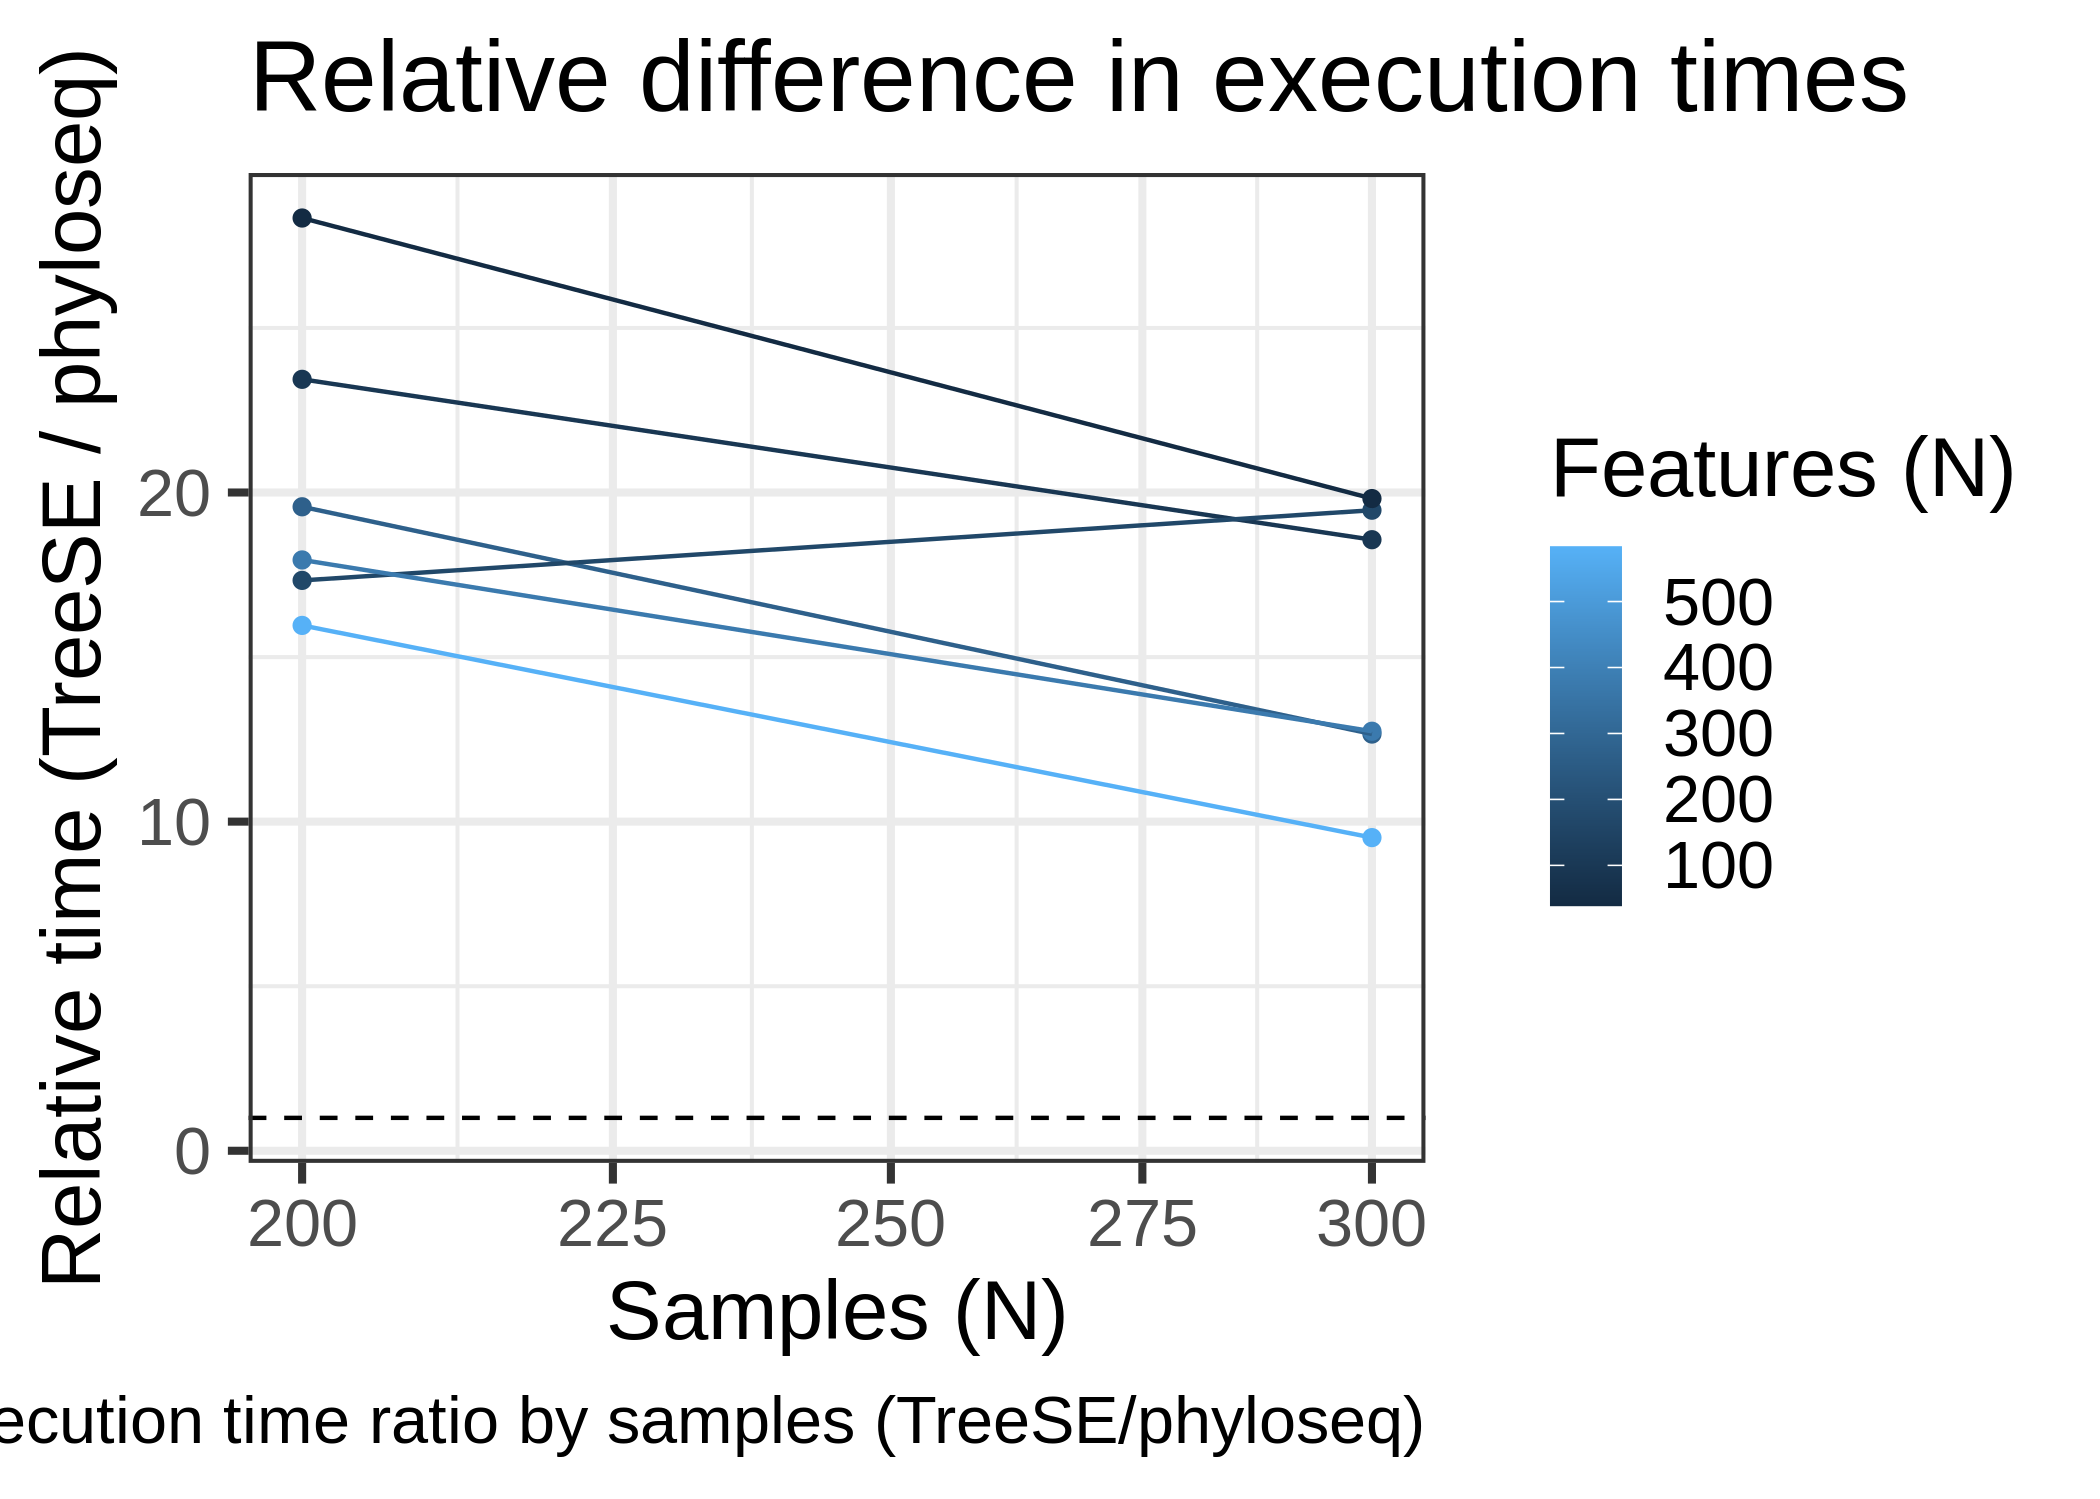 Relative difference in execution times
Relative time (TreeSE / phyloseq)
20
10
0
200 225 250 275 300
Samples (N)
Features (N)
500
400
300
200
100
ecution time ratio by samples (TreeSE/phyloseq)